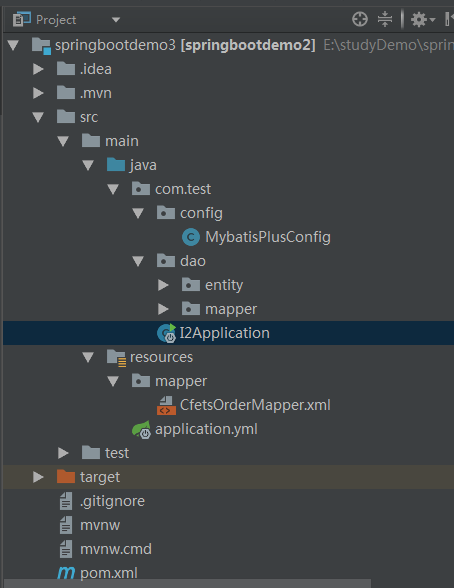 Project
springbootdemo3 [springbootdemo2] E:\studyDemo\sprin
.idea
.mvn
src
main
java
com.test
config
MybatisPlusConfig
dao
entity
mapper
I2Application
resources
mapper
CfetsOrderMapper.xml
application.yml
test
target
.gitignore
mvnw
mvnw.cmd
pom.xml